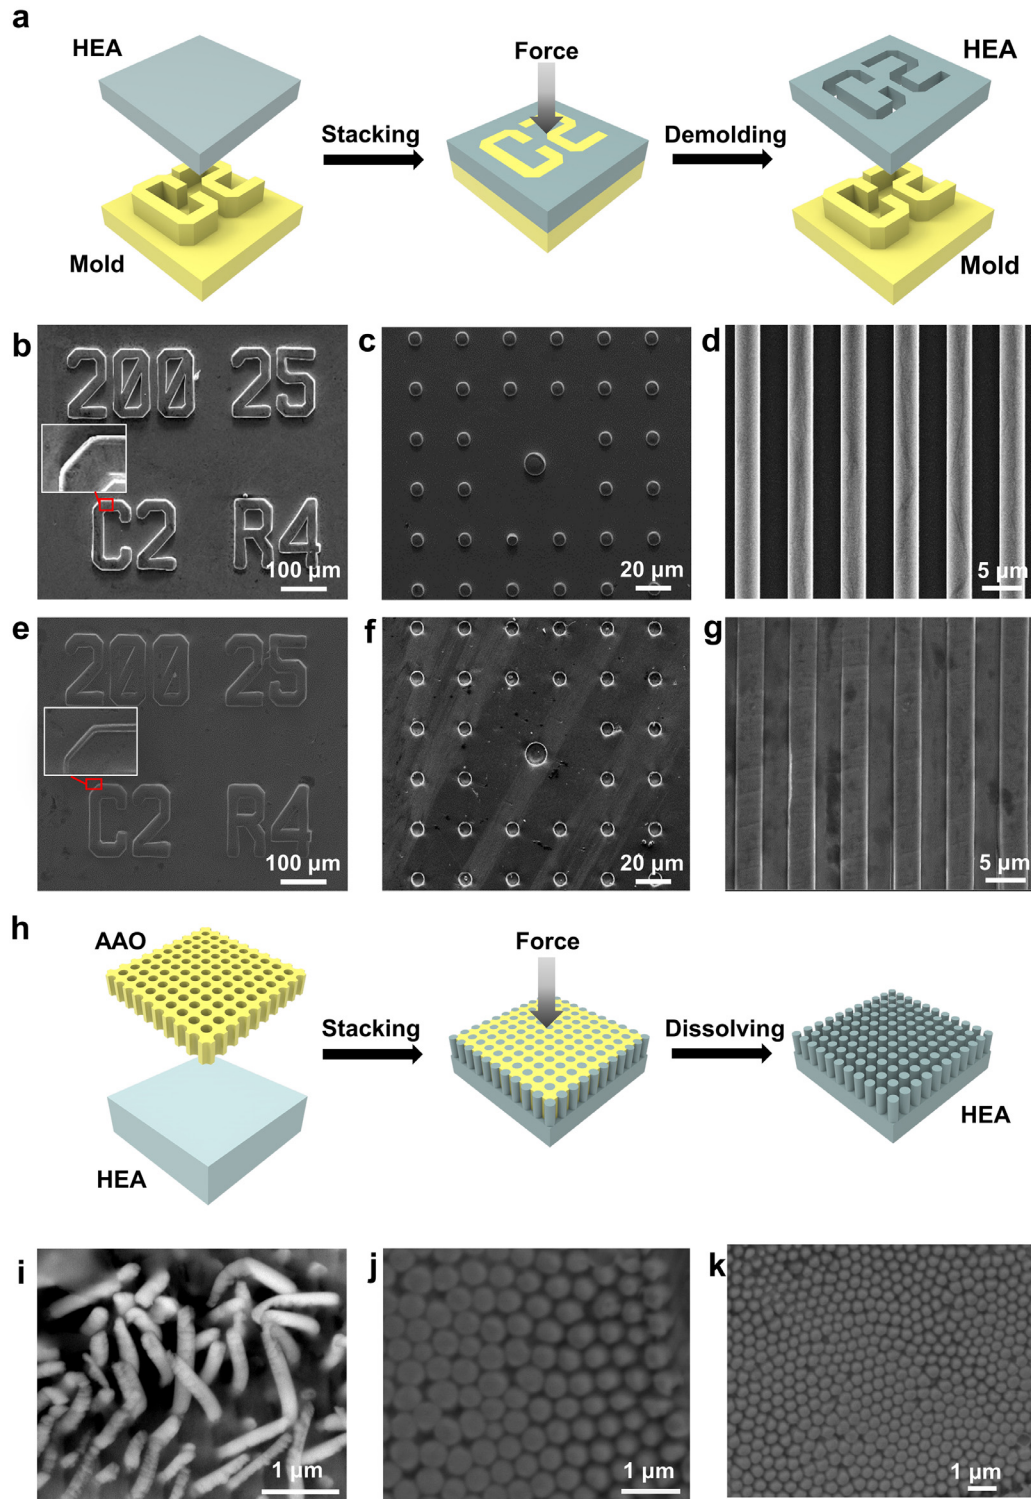 a
HEA
Mold
Stacking
Force
Demolding
HEA
Mold
b
200 25
C2 R4
100 µm
c
20 µm
d
5 µm
e
200 25
C2 R4
100 µm
f
20 µm
g
5 µm
h
AAO
HEA
Stacking
Force
Dissolving
HEA
i
1 µm
j
1 µm
k
1 µm